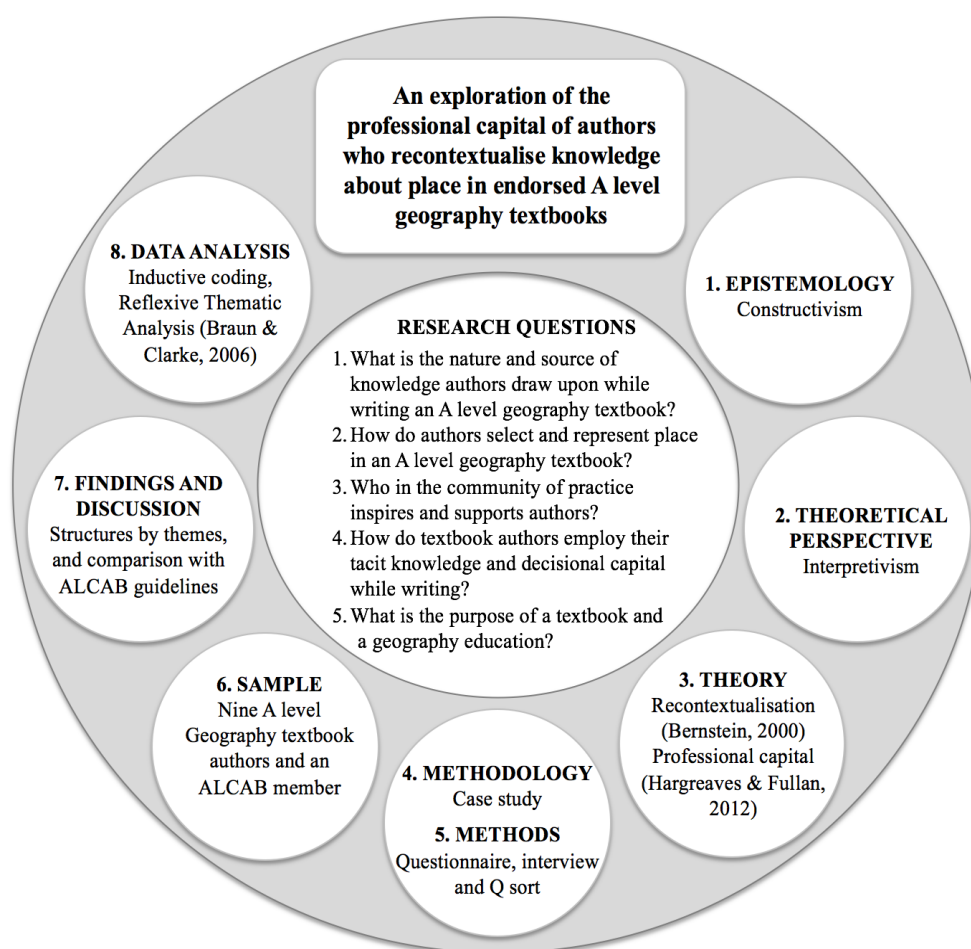 An exploration of the
professional capital of authors
who recontextualise knowledge
about place in endorsed A level
geography textbooks
1. EPISTEMOLOGY
Constructivism
2. THEORETICAL
PERSPECTIVE
Interpretivism
3. THEORY
Recontextualisation
(Bernstein, 2000)
Professional capital
(Hargreaves & Fullan,
2012)
4. METHODOLOGY
Case study
5. METHODS
Questionnaire, interview
and Q sort
6. SAMPLE
Nine A level
Geography textbook
authors and an
ALCAB member
7. FINDINGS AND
DISCUSSION
Structures by themes,
and comparison with
ALCAB guidelines
8. DATA ANALYSIS
Inductive coding,
Reflexive Thematic
Analysis (Braun &
Clarke, 2006)
RESEARCH QUESTIONS
1. What is the nature and source of
knowledge authors draw upon while
writing an A level geography textbook?
2. How do authors select and represent place
in an A level geography textbook?
3. Who in the community of practice
inspires and supports authors?
4. How do textbook authors employ their
tacit knowledge and decisional capital
while writing?
5. What is the purpose of a textbook and
a geography education?